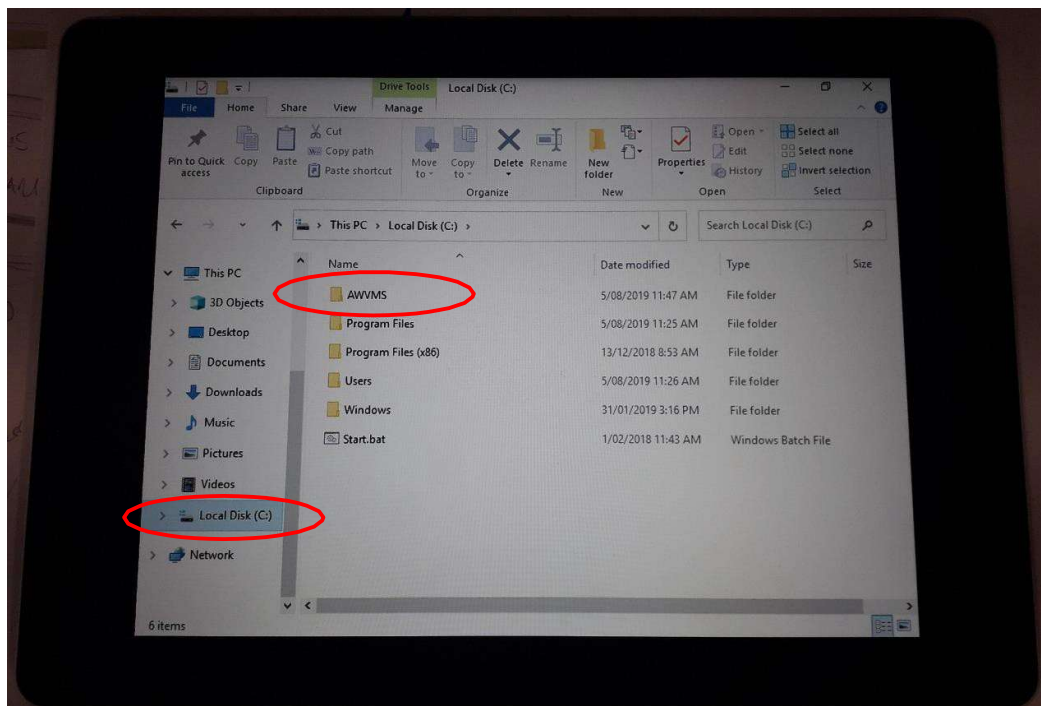 Drive Tools Local Disk (C:)
File Home Share View Manage
Pin to Quick access
Copy
Paste
Cut
Copy path
Paste shortcut
Move to
Copy to
Delete
Rename
New folder
Properties
Open
Edit
History
Select all
Select none
Invert selection
Clipboard Organize New Open Select
This PC > Local Disk (C:) >
Search Local Disk (C:)
Name Date modified Type Size
This PC
3D Objects
Desktop
Documents
Downloads
Music
Pictures
Videos
Local Disk (C:)
Network
AWVMS 5/08/2019 11:47 AM File folder
Program Files 5/08/2019 11:25 AM File folder
Program Files (x86) 13/12/2018 8:53 AM File folder
Users 5/08/2019 11:26 AM File folder
Windows 31/01/2019 3:16 PM File folder
Start.bat 1/02/2018 11:43 AM Windows Batch File
6 items